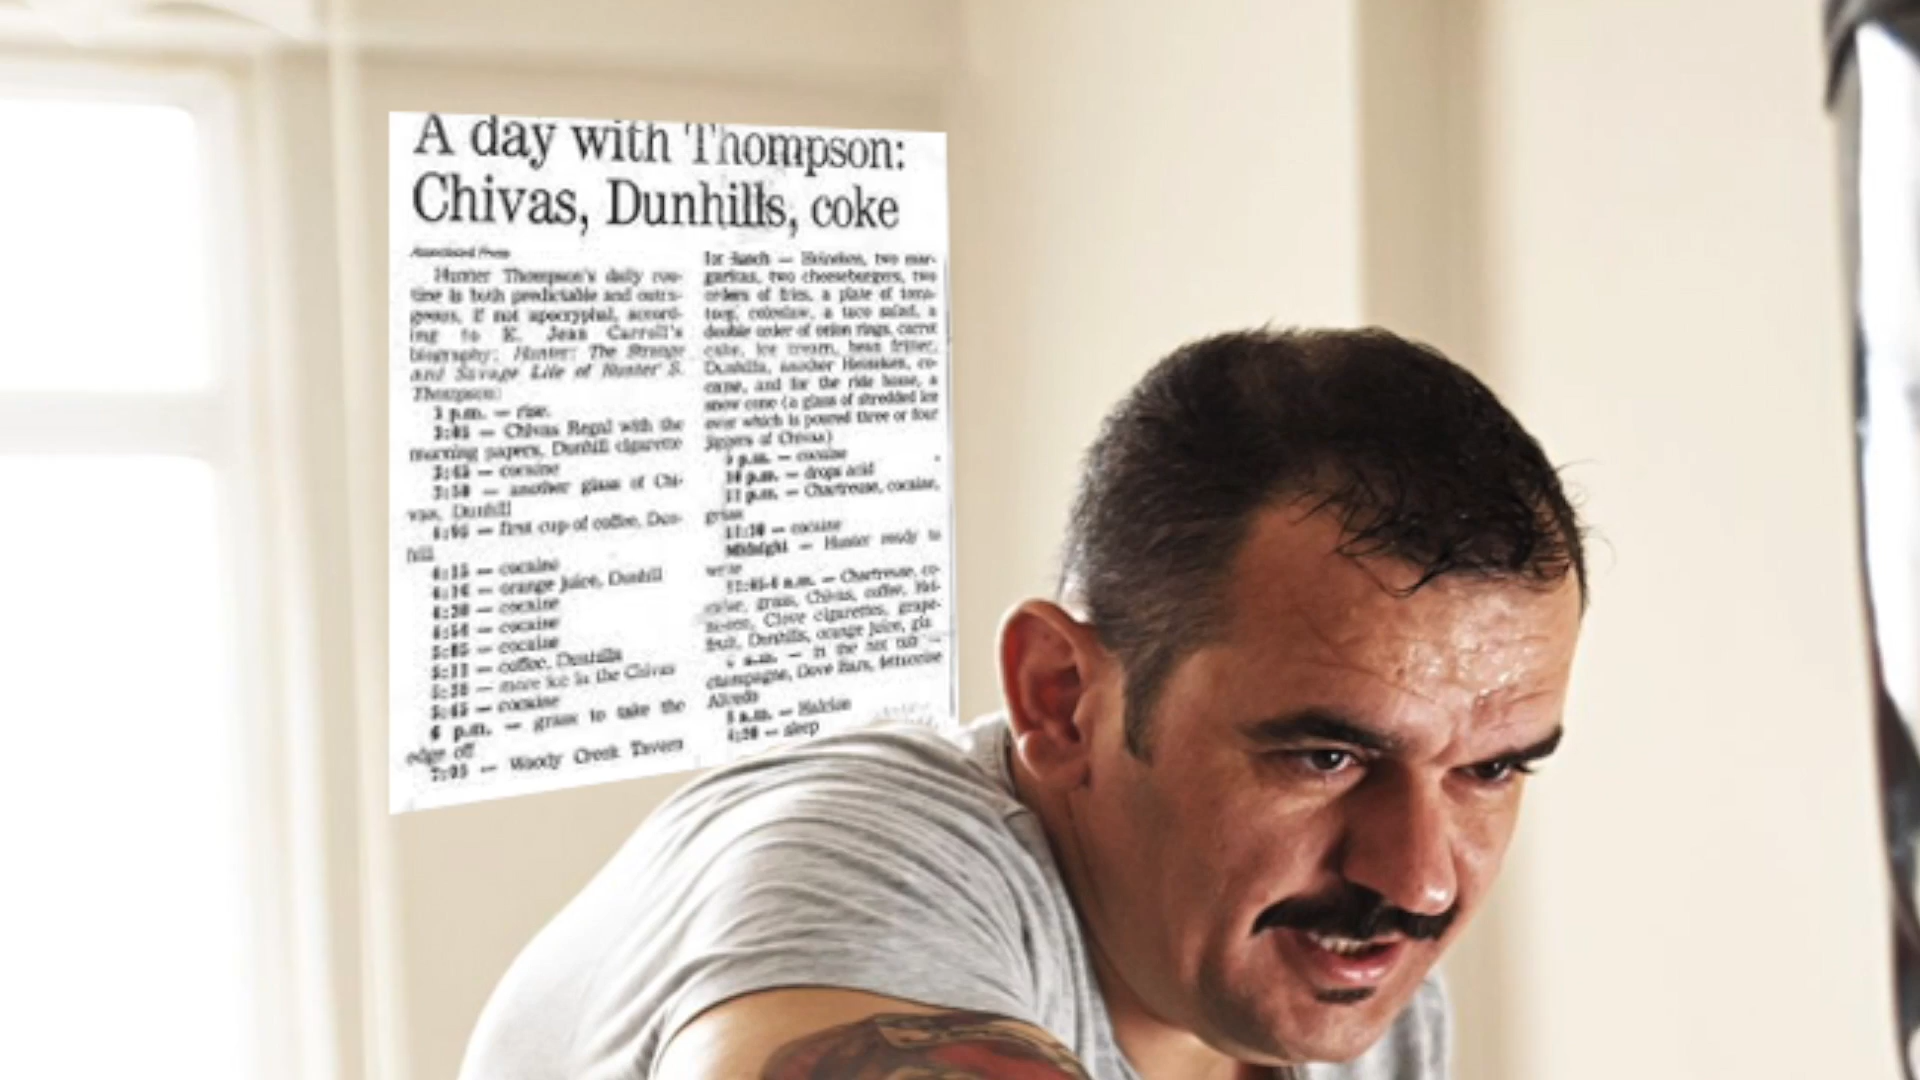 A day with Thompson:
Chivas, Dunhills, coke
Associated Press
Hunter Thompson's daily rou-
tine is both predictable and outra-
geous, if not apocryphal, accord-
ing to E. Jean Carroll's
biography: Hunter: The Strange
and Savage Life of Hunter S.
Thompson:
3 p.m. — rise.
3:05 — Chivas Regal with the
morning papers, Dunhill cigarette
3:45 — cocaine
3:50 — another glass of Chi-
vas, Dunhill
4:05 — first cup of coffee, Dun-
hill
4:15 — cocaine
4:16 — orange juice, Dunhill
4:30 — cocaine
4:54 — cocaine
5:05 — cocaine
5:11 — coffee, Dunhills
5:30 — more ice in the Chivas
5:45 — cocaine
6 p.m. — grass to take the
edge off
7:05 — Woody Creek Tavern
for lunch — Heineken, two mar-
garitas, two cheeseburgers, two
orders of fries, a plate of toma-
toes, coleslaw, a taco salad, a
double order of onion rings, carrot
cake, ice cream, bean fritter,
Dunhills, another Heineken, co-
caine, and for the ride home, a
snow cone (a glass of shredded ice
over which is poured three or four
jiggers of Chivas)
9 p.m. — cocaine
10 p.m. — drops acid
11 p.m. — Chartreuse, cocaine,
grass
11:30 — cocaine
Midnight — Hunter ready to
write
12:05-6 a.m. — Chartreuse, co-
caine, grass, Chivas, coffee, Hei-
neken, Clove cigarettes, grape-
fruit, Dunhills, orange juice, gin
6 a.m. — in the hot tub —
champagne, Dove Bars, fettuccine
Alfredo
8 a.m. — Halcion
8:20 — sleep